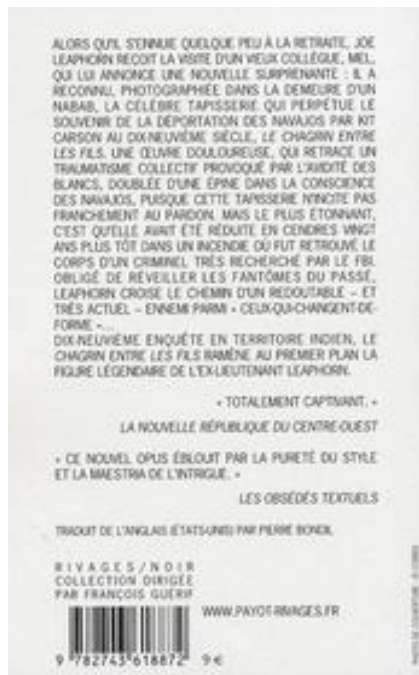 ALORS QU'IL S'ENNUIE QUELQUE PEU À LA RETRAITE, JOE
LEAPHORN REÇOIT LA VISITE D'UN VIEUX COLLÈGUE, MEL,
QUI LUI ANNONCE UNE NOUVELLE SURPRENANTE : IL A
RECONNU, PHOTOGRAPHIÉE DANS LA DEMEURE D'UN
NABAB, LA CÉLÈBRE TAPISSERIE QUI PERPÉTUE LE
SOUVENIR DE LA DÉPORTATION DES NAVAJOS PAR KIT
CARSON AU DIX-NEUVIÈME SIÈCLE, LE CHAGRIN ENTRE
LES FILS. UNE ŒUVRE DOULOUREUSE, QUI RETRACE UN
TRAUMATISME COLLECTIF PROVOQUÉ PAR L'AVIDITÉ DES
BLANCS, DOUBLÉE D'UNE ÉPINE DANS LA CONSCIENCE
DES NAVAJOS, PUISQUE CETTE TAPISSERIE N'INCITE PAS
FRANCHEMENT AU PARDON. MAIS LE PLUS ÉTONNANT,
C'EST QU'ELLE AVAIT ÉTÉ RÉDUITE EN CENDRES VINGT
ANS PLUS TÔT DANS UN INCENDIE OÙ FUT RETROUVÉ LE
CORPS D'UN CRIMINEL TRÈS RECHERCHÉ PAR LE FBI.
OBLIGÉ DE RÉVEILLER LES FANTÔMES DU PASSÉ,
LEAPHORN CROISE LE CHEMIN D'UN REDOUTABLE – ET
TRÈS ACTUEL – ENNEMI PARMI « CEUX-QUI-CHANGENT-DE-
FORME »...
DIX-NEUVIÈME ENQUÊTE EN TERRITOIRE INDIEN, LE
CHAGRIN ENTRE LES FILS RAMÈNE AU PREMIER PLAN LA
FIGURE LÉGENDAIRE DE L'EX-LIEUTENANT LEAPHORN.
« TOTALEMENT CAPTIVANT. »
LA NOUVELLE RÉPUBLIQUE DU CENTRE-OUEST
« CE NOUVEL OPUS ÉBLOUIT PAR LA PURETÉ DU STYLE
ET LA MAESTRIA DE L'INTRIGUE. »
LES OBSÉDÉS TEXTUELS
TRADUIT DE L'ANGLAIS (ÉTATS-UNIS) PAR PIERRE BONDIL
RIVAGES/NOIR
COLLECTION DIRIGÉE
PAR FRANÇOIS GUÉRIF
WWW.PAYOT-RIVAGES.FR
9 782743 618872 9 €